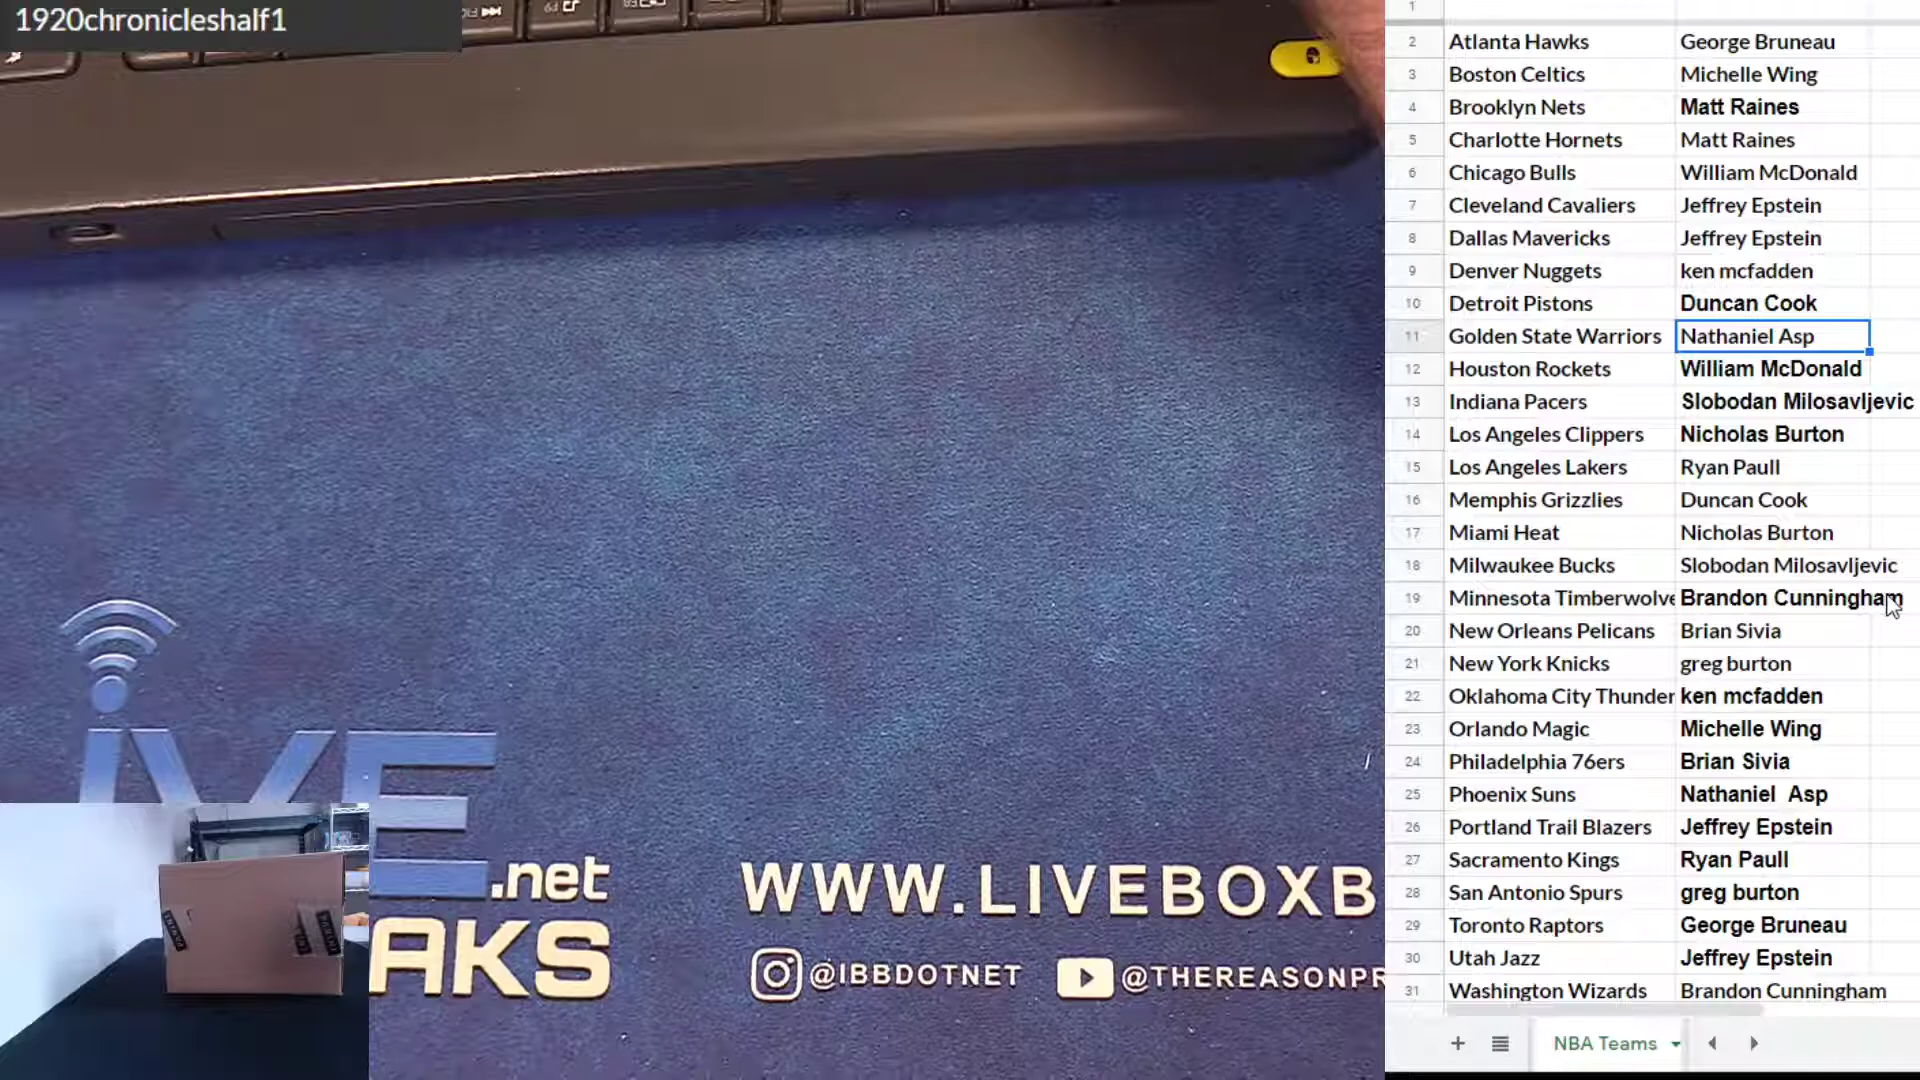 1920chronicleshalf1
1
2 Atlanta Hawks George Bruneau
3 Boston Celtics Michelle Wing
4 Brooklyn Nets Matt Raines
5 Charlotte Hornets Matt Raines
6 Chicago Bulls William McDonald
7 Cleveland Cavaliers Jeffrey Epstein
8 Dallas Mavericks Jeffrey Epstein
9 Denver Nuggets ken mcfadden
10 Detroit Pistons Duncan Cook
11 Golden State Warriors Nathaniel Asp
12 Houston Rockets William McDonald
13 Indiana Pacers Slobodan Milosavljevic
14 Los Angeles Clippers Nicholas Burton
15 Los Angeles Lakers Ryan Paull
16 Memphis Grizzlies Duncan Cook
17 Miami Heat Nicholas Burton
18 Milwaukee Bucks Slobodan Milosavljevic
19 Minnesota Timberwolve Brandon Cunningham
20 New Orleans Pelicans Brian Sivia
21 New York Knicks greg burton
22 Oklahoma City Thunder ken mcfadden
23 Orlando Magic Michelle Wing
24 Philadelphia 76ers Brian Sivia
25 Phoenix Suns Nathaniel  Asp
26 Portland Trail Blazers Jeffrey Epstein
27 Sacramento Kings Ryan Paull
28 San Antonio Spurs greg burton
29 Toronto Raptors George Bruneau
30 Utah Jazz Jeffrey Epstein
31 Washington Wizards Brandon Cunningham
NBA Teams
iVE
.net
AKS
WWW.LIVEBOXB
@IBBDOTNET @THEREASONPR